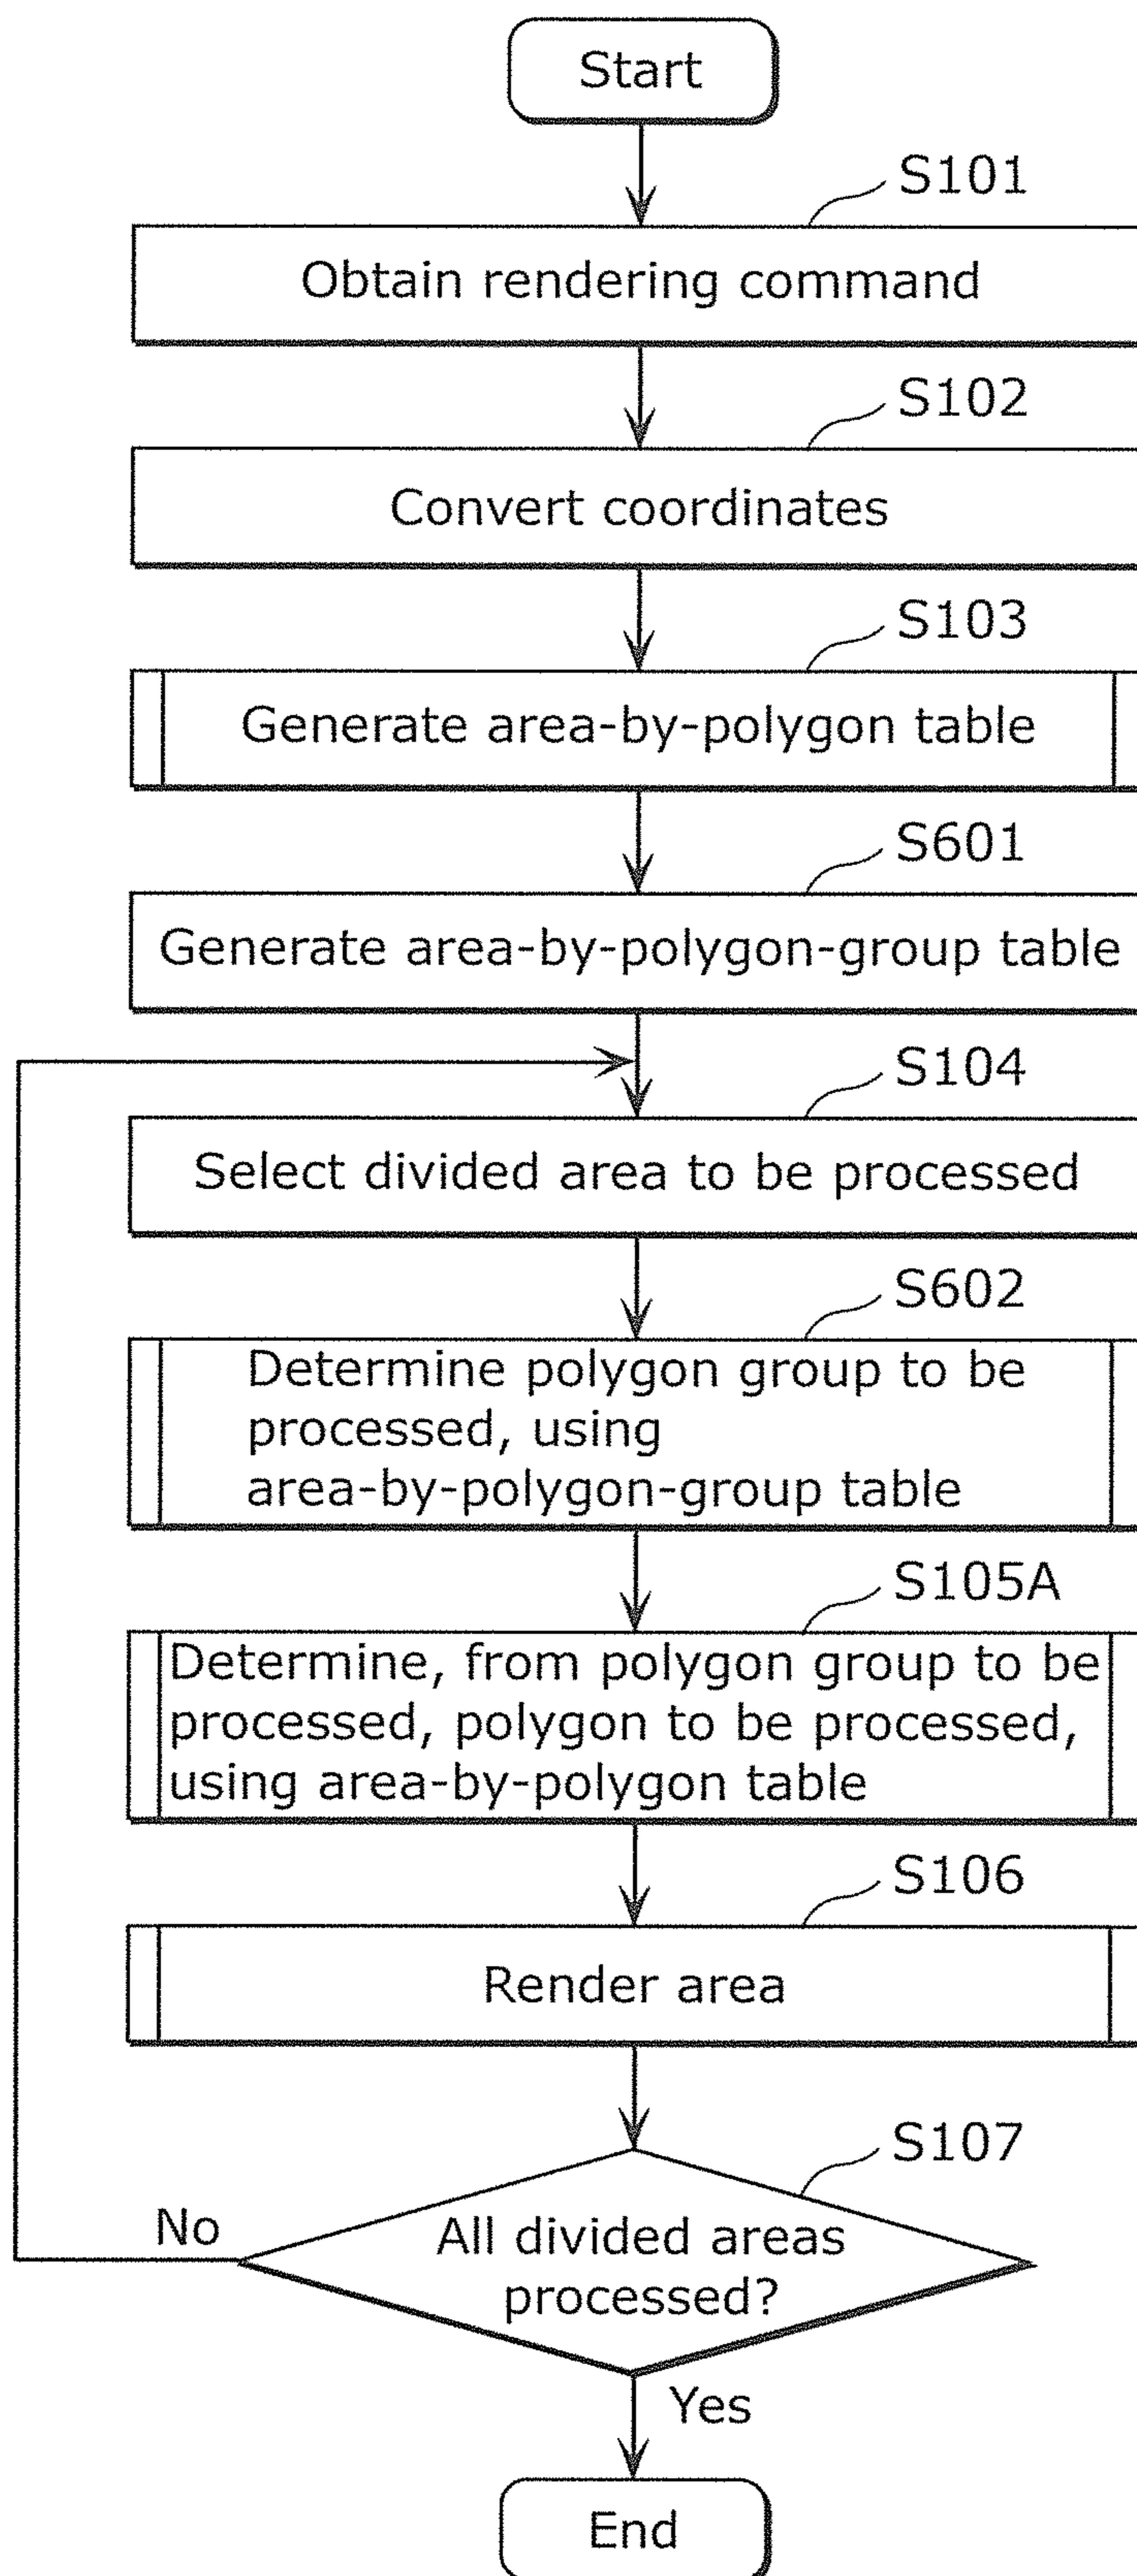 Start
S101
Obtain rendering command
S102
Convert coordinates
S103
Generate area-by-polygon table
S601
Generate area-by-polygon-group table
S104
Select divided area to be processed
S602
Determine polygon group to be
processed, using
area-by-polygon-group table
S105A
Determine, from polygon group to be
processed, polygon to be processed,
using area-by-polygon table
S106
Render area
S107
All divided areas
processed?
No
Yes
End